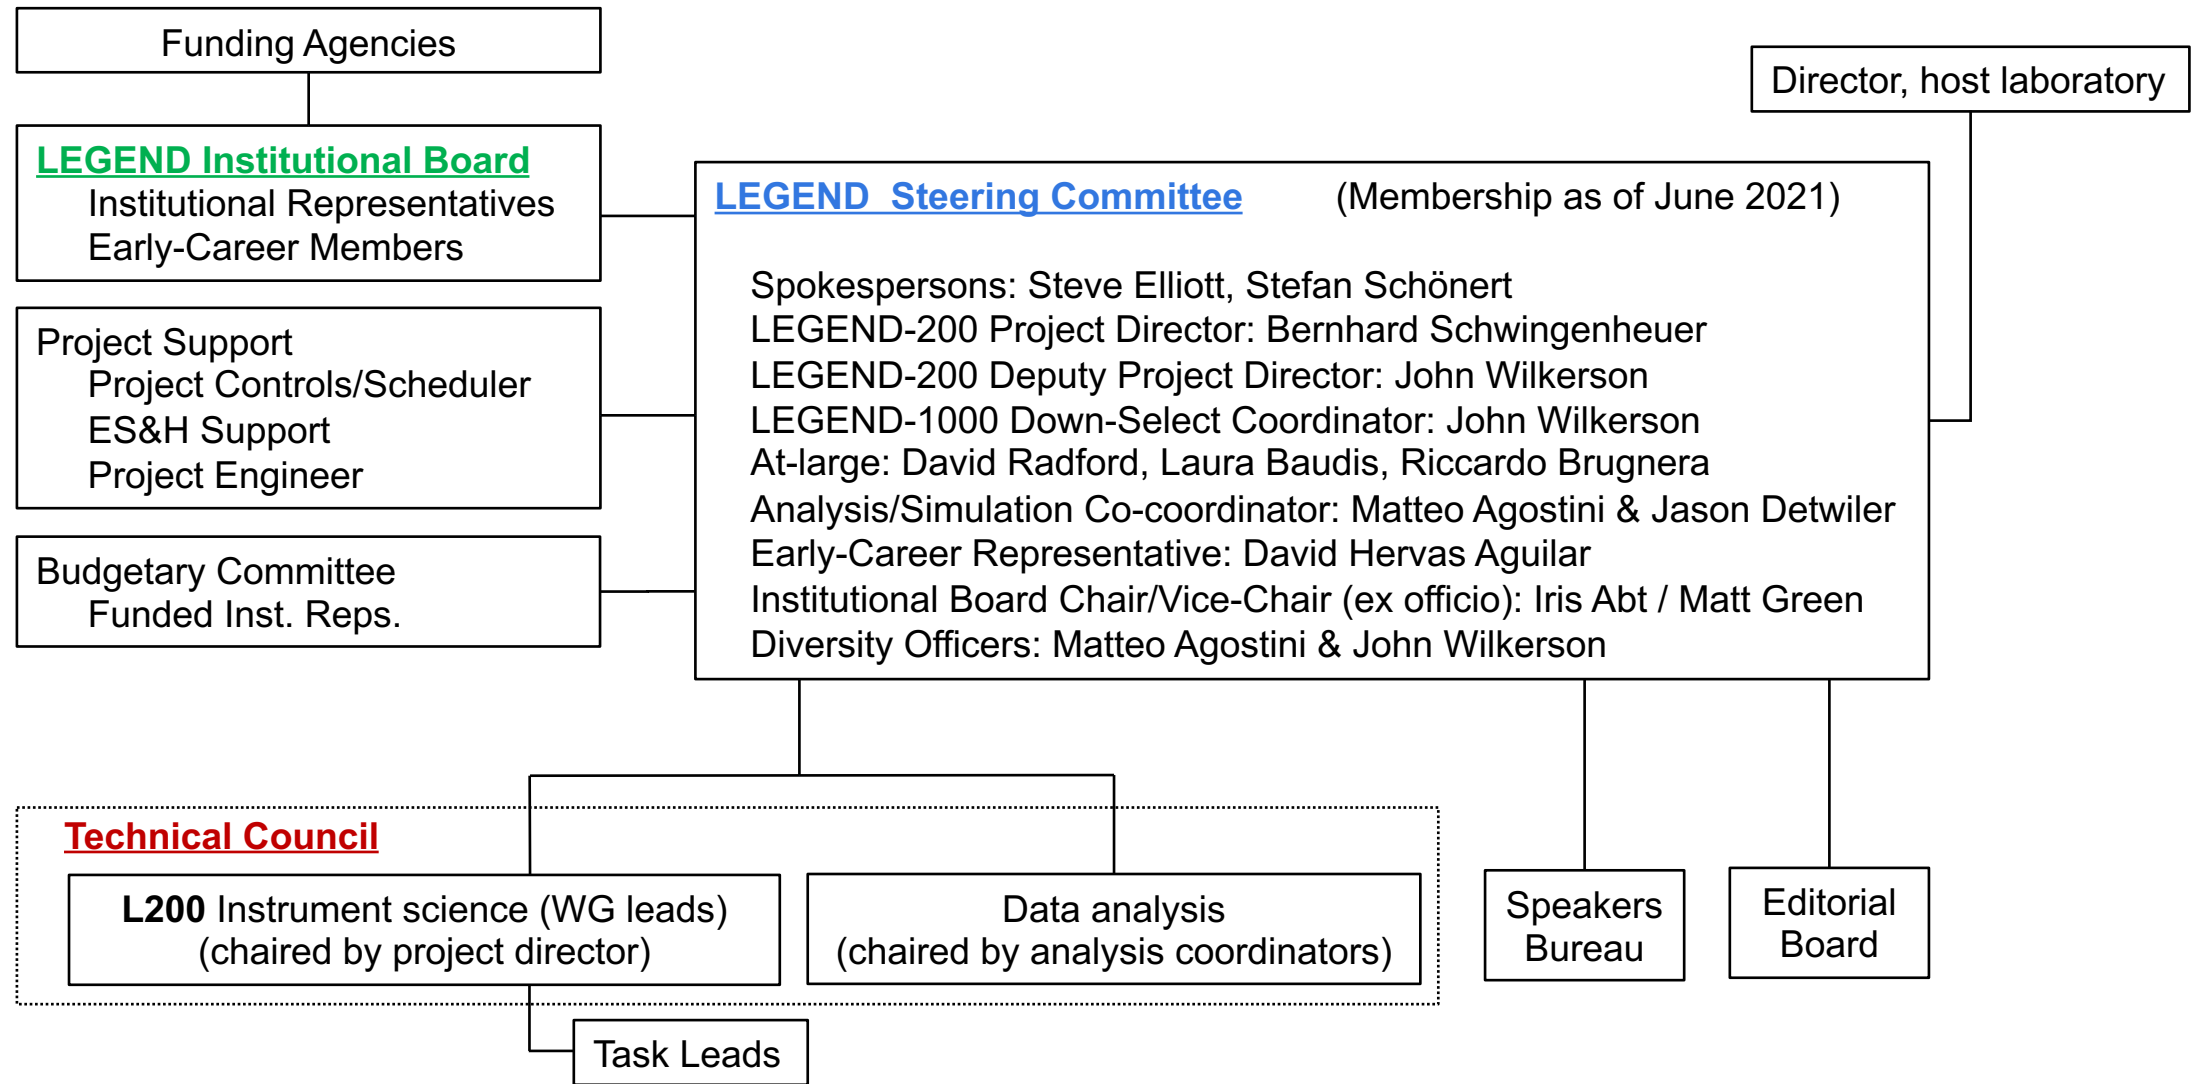 Funding Agencies
Director, host laboratory
LEGEND Institutional Board
Institutional Representatives
Early-Career Members
Project Support
Project Controls/Scheduler
ES&H Support
Project Engineer
Budgetary Committee
Funded Inst. Reps.
LEGEND Steering Committee (Membership as of June 2021)
Spokespersons: Steve Elliott, Stefan Schönert
LEGEND-200 Project Director: Bernhard Schwingenheuer
LEGEND-200 Deputy Project Director: John Wilkerson
LEGEND-1000 Down-Select Coordinator: John Wilkerson
At-large: David Radford, Laura Baudis, Riccardo Brugnera
Analysis/Simulation Co-coordinator: Matteo Agostini & Jason Detwiler
Early-Career Representative: David Hervas Aguilar
Institutional Board Chair/Vice-Chair (ex officio): Iris Abt / Matt Green
Diversity Officers: Matteo Agostini & John Wilkerson
Technical Council
L200 Instrument science (WG leads)
(chaired by project director)
Data analysis
(chaired by analysis coordinators)
Speakers
Bureau
Editorial
Board
Task Leads